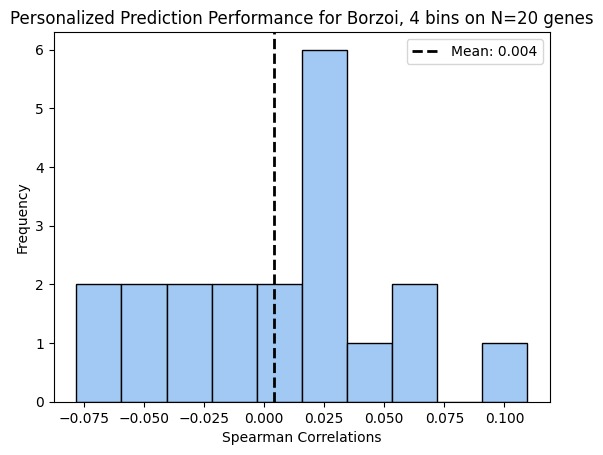 Personalized Prediction Performance for Borzoi, 4 bins on N=20 genes
Mean: 0.004
Frequency
6
5
4
3
2
1
0
−0.075 −0.050 −0.025 0.000 0.025 0.050 0.075 0.100
Spearman Correlations